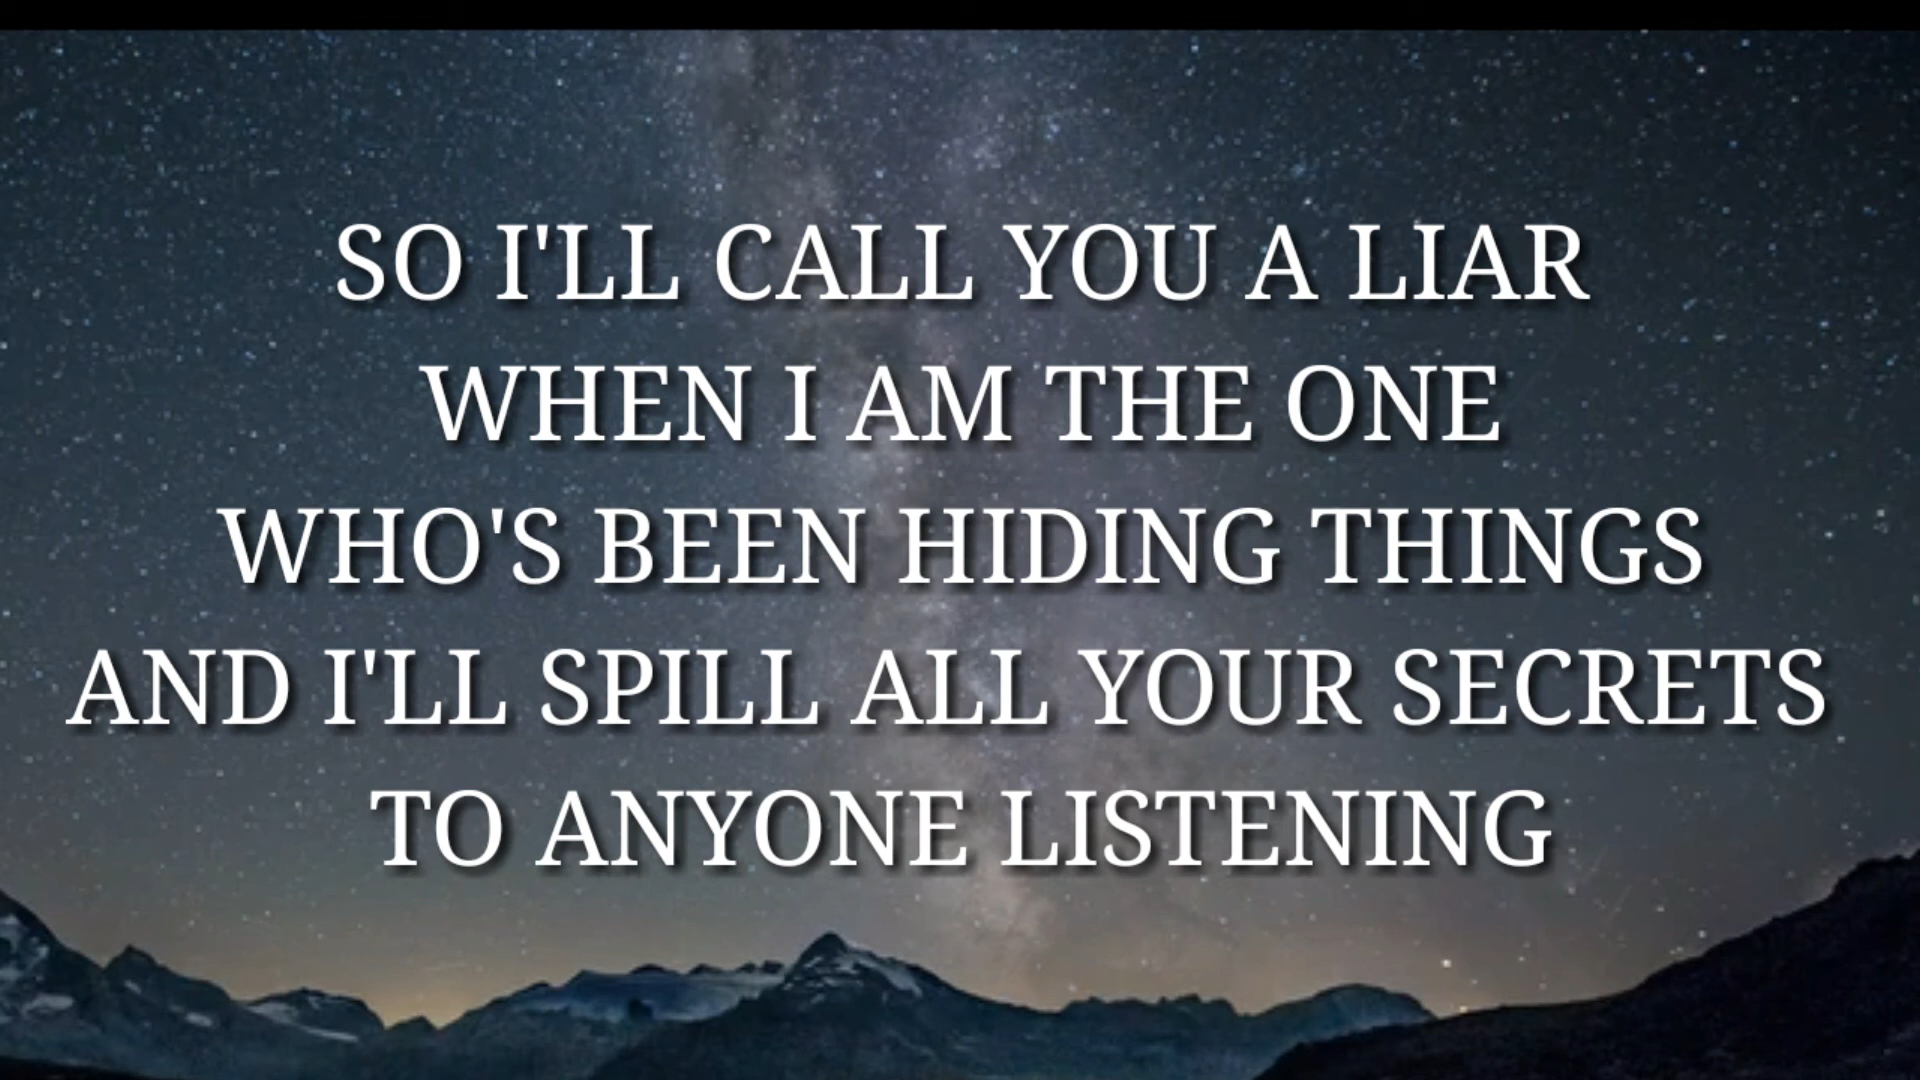 SO I'LL CALL YOU A LIAR
WHEN I AM THE ONE
WHO'S BEEN HIDING THINGS
AND I'LL SPILL ALL YOUR SECRETS
TO ANYONE LISTENING